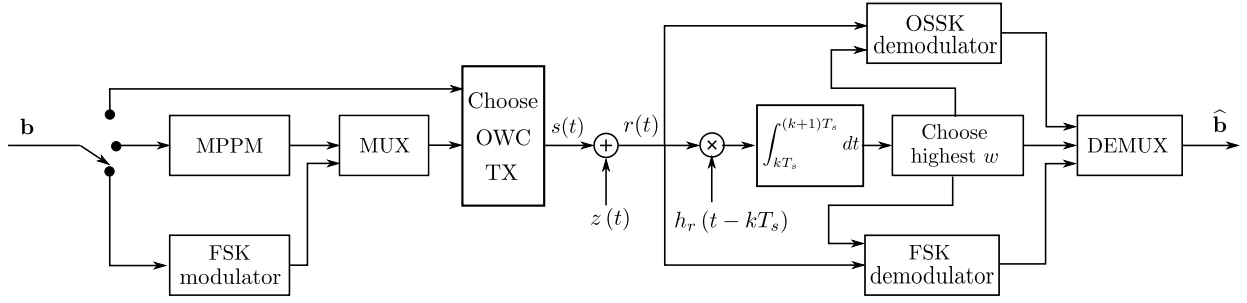 b
MPPM
FSK
modulator
MUX
Choose
OWC
TX
s(t)
+
z (t)
r(t)
×
h_r (t − kT_s)
∫_{kT_s}^{(k+1)T_s} dt
Choose
highest w
OSSK
demodulator
FSK
demodulator
DEMUX
b̂